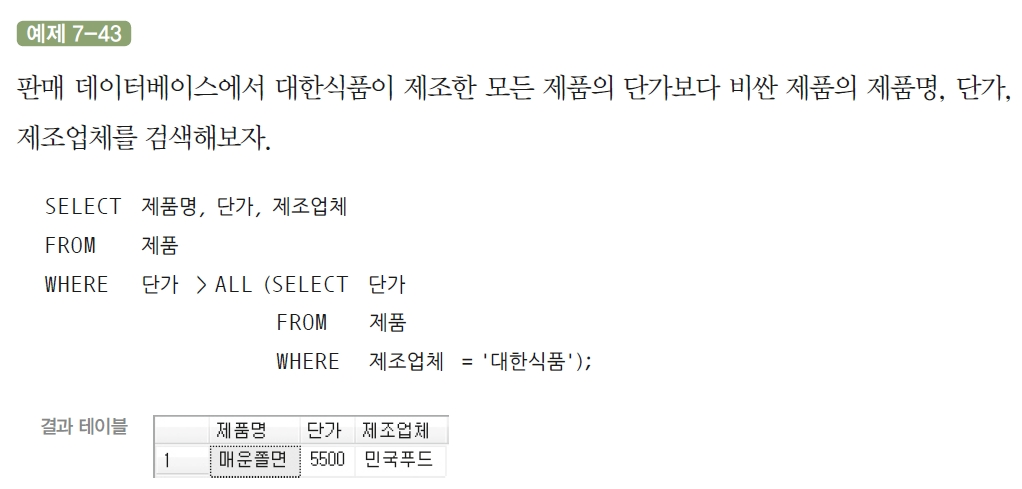 예제 7-43
판매 데이터베이스에서 대한식품이 제조한 모든 제품의 단가보다 비싼 제품의 제품명, 단가,
제조업체를 검색해보자.
SELECT 제품명, 단가, 제조업체
FROM 제품
WHERE 단가 > ALL (SELECT 단가
FROM 제품
WHERE 제조업체 = '대한식품');
결과 테이블
제품명 단가 제조업체
1 매운쫄면 5500 민국푸드